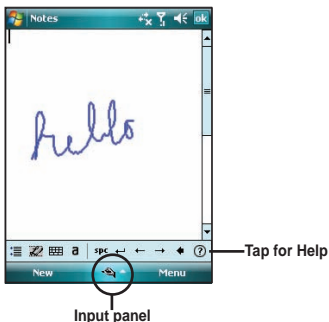 Notes ok
hello
a spc ?
Tap for Help
New Menu
Input panel